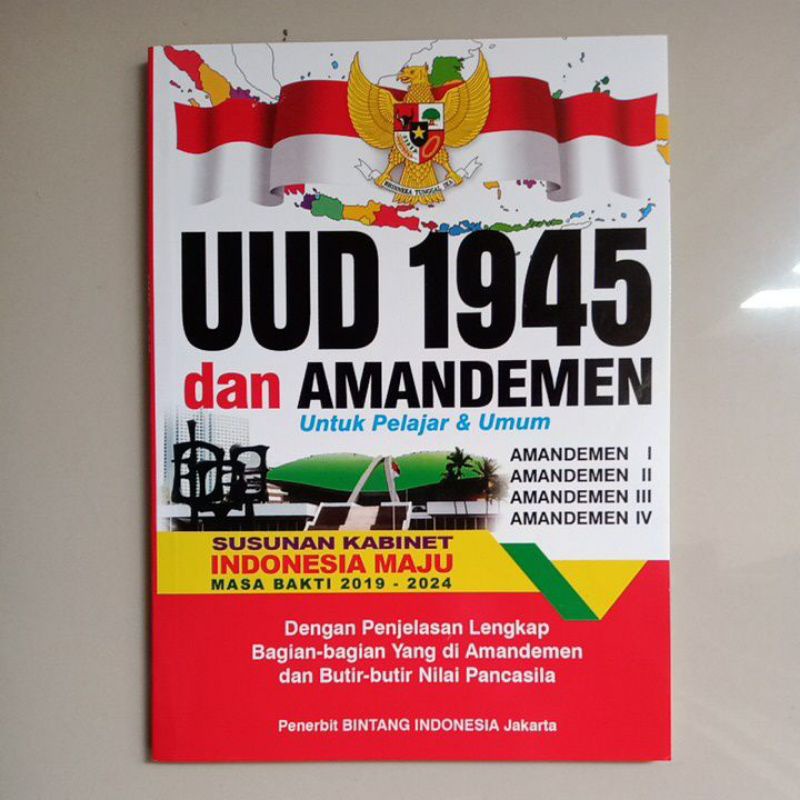 BHINNEKA TUNGGAL IKA
UUD 1945
dan AMANDEMEN
Untuk Pelajar & Umum
AMANDEMEN I
AMANDEMEN II
AMANDEMEN III
AMANDEMEN IV
SUSUNAN KABINET
INDONESIA MAJU
MASA BAKTI 2019 - 2024
Dengan Penjelasan Lengkap
Bagian-bagian Yang di Amandemen
dan Butir-butir Nilai Pancasila
Penerbit BINTANG INDONESIA Jakarta